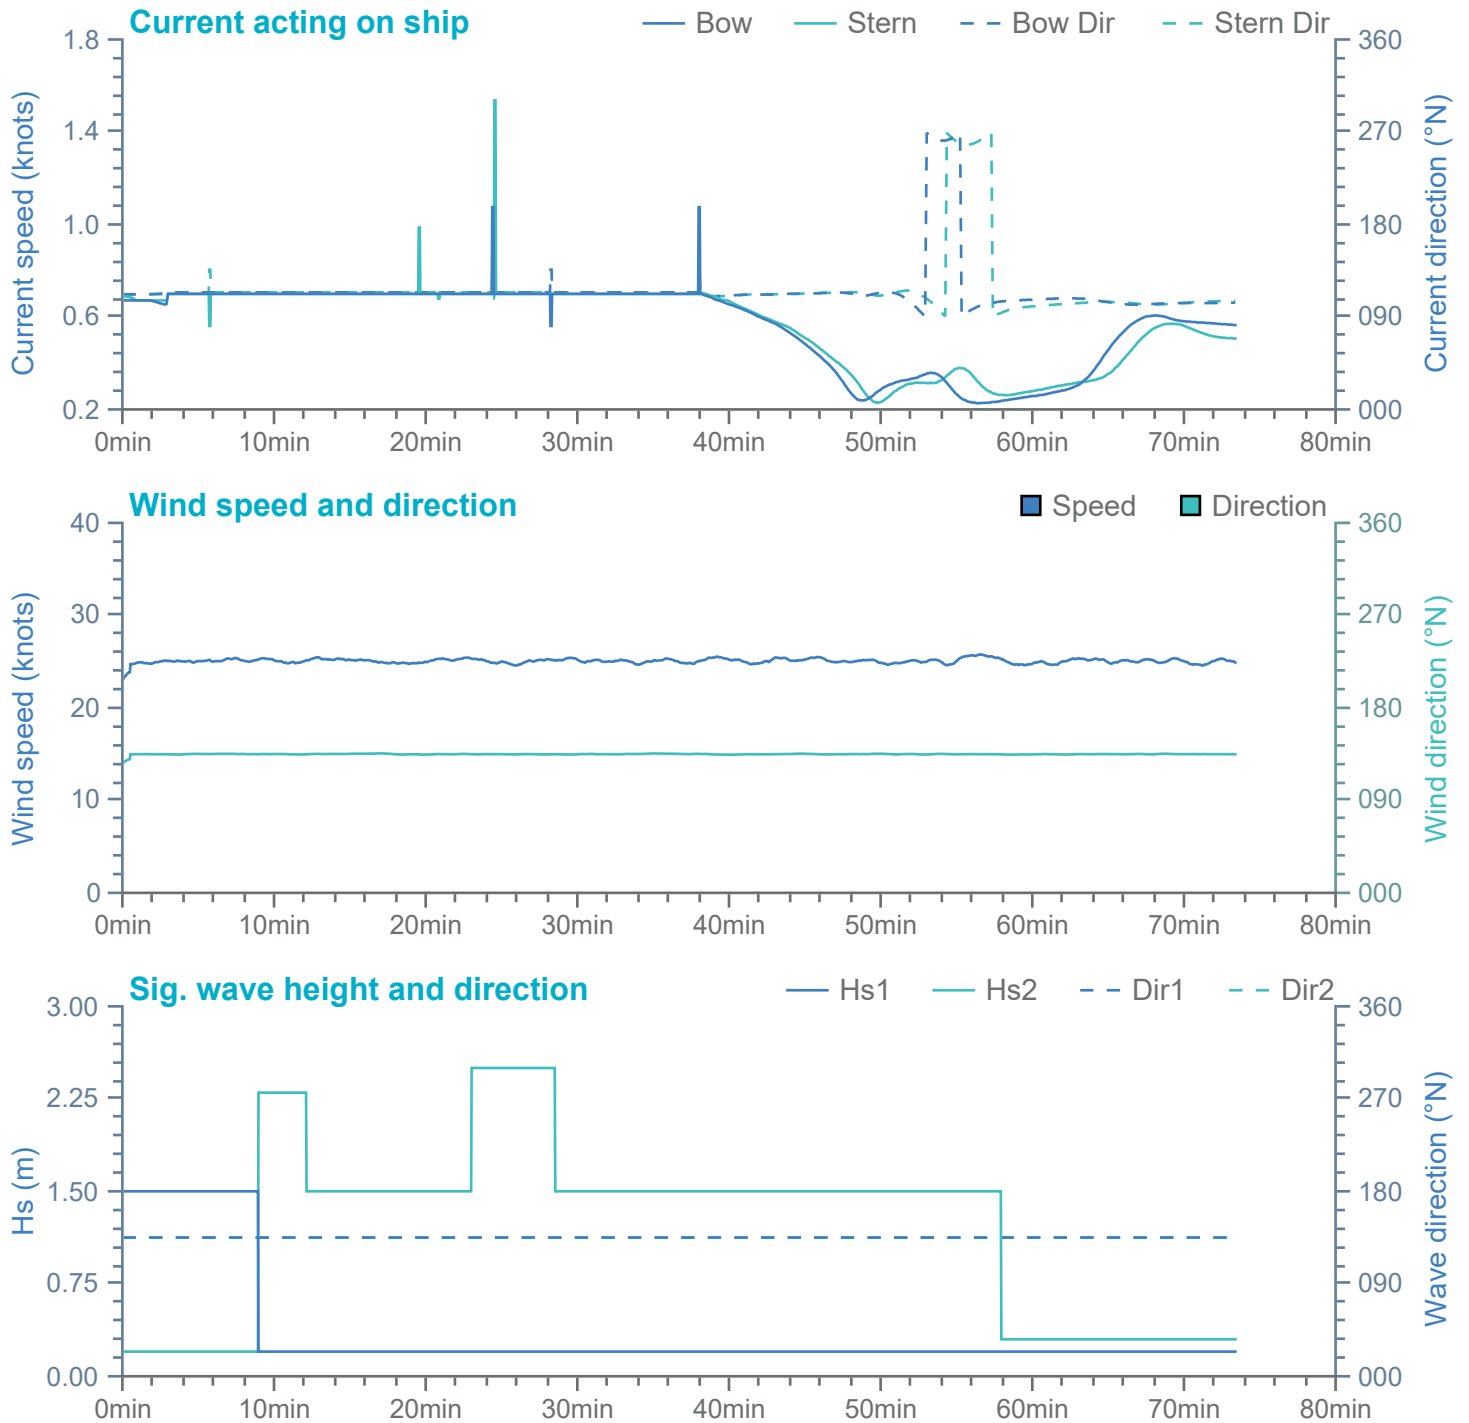 Current acting on ship
Bow
Stern
Bow Dir
Stern Dir
1.8
1.4
1.0
0.6
0.2
Current speed (knots)
360
270
180
090
000
Current direction (°N)
0min 10min 20min 30min 40min 50min 60min 70min 80min
Wind speed and direction
Speed
Direction
40
30
20
10
0
Wind speed (knots)
360
270
180
090
000
Wind direction (°N)
0min 10min 20min 30min 40min 50min 60min 70min 80min
Sig. wave height and direction
Hs1
Hs2
Dir1
Dir2
3.00
2.25
1.50
0.75
0.00
Hs (m)
360
270
180
090
000
Wave direction (°N)
0min 10min 20min 30min 40min 50min 60min 70min 80min